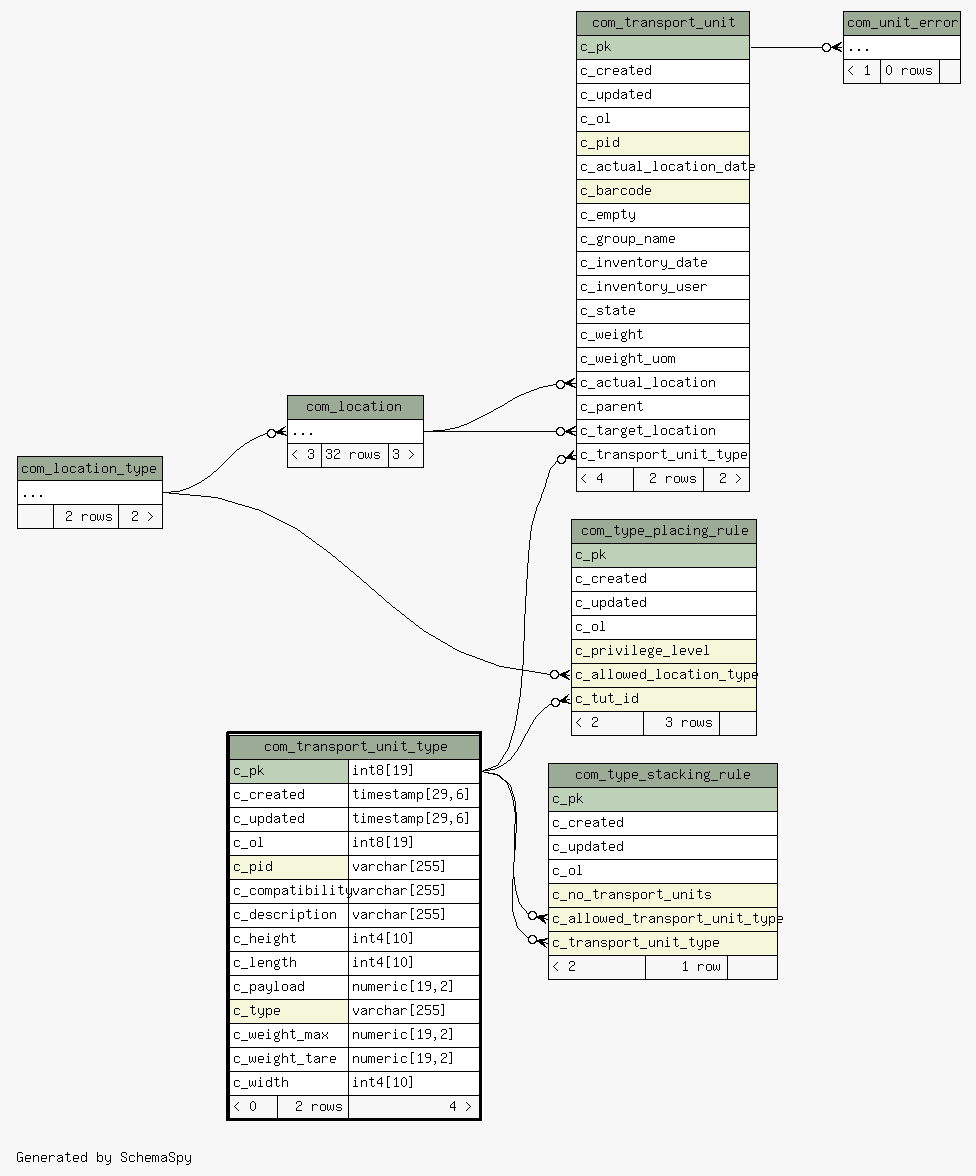 com_transport_unit
c_pk
c_created
c_updated
c_ol
c_pid
c_actual_location_date
c_barcode
c_empty
c_group_name
c_inventory_date
c_inventory_user
c_state
c_weight
c_weight_uom
c_actual_location
c_parent
c_target_location
c_transport_unit_type
< 4 2 rows 2 >
com_unit_error
...
< 1 0 rows
com_location
...
< 3 32 rows 3 >
com_location_type
...
2 rows 2 >
com_type_placing_rule
c_pk
c_created
c_updated
c_ol
c_privilege_level
c_allowed_location_type
c_tut_id
< 2 3 rows
com_transport_unit_type
c_pk int8[19]
c_created timestamp[29,6]
c_updated timestamp[29,6]
c_ol int8[19]
c_pid varchar[255]
c_compatibility varchar[255]
c_description varchar[255]
c_height int4[10]
c_length int4[10]
c_payload numeric[19,2]
c_type varchar[255]
c_weight_max numeric[19,2]
c_weight_tare numeric[19,2]
c_width int4[10]
< 0 2 rows 4 >
com_type_stacking_rule
c_pk
c_created
c_updated
c_ol
c_no_transport_units
c_allowed_transport_unit_type
c_transport_unit_type
< 2 1 row
Generated by SchemaSpy